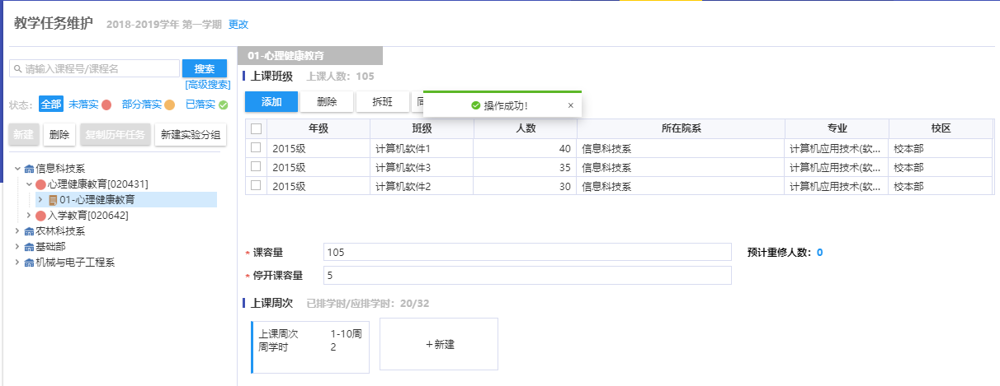 教学任务维护 2018-2019学年 第一学期 更改
请输入课程号/课程名 搜索
[高级搜索]
状态： 全部 未落实 部分落实 已落实
新建 删除 复制历年任务 新建实验分组
信息科技系
心理健康教育[020431]
01-心理健康教育
入学教育[020642]
农林科技系
基础部
机械与电子工程系
01-心理健康教育
上课班级 上课人数：105
添加 删除 拆班
操作成功！ ×
年级 班级 人数 所在院系 专业 校区
2015级 计算机软件1 40 信息科技系 计算机应用技术(软... 校本部
2015级 计算机软件3 35 信息科技系 计算机应用技术(软... 校本部
2015级 计算机软件2 30 信息科技系 计算机应用技术(软... 校本部
* 课容量 105 预计重修人数：0
* 停开课容量 5
上课周次 已排学时/应排学时：20/32
上课周次 1-10周
周学时 2
+新建